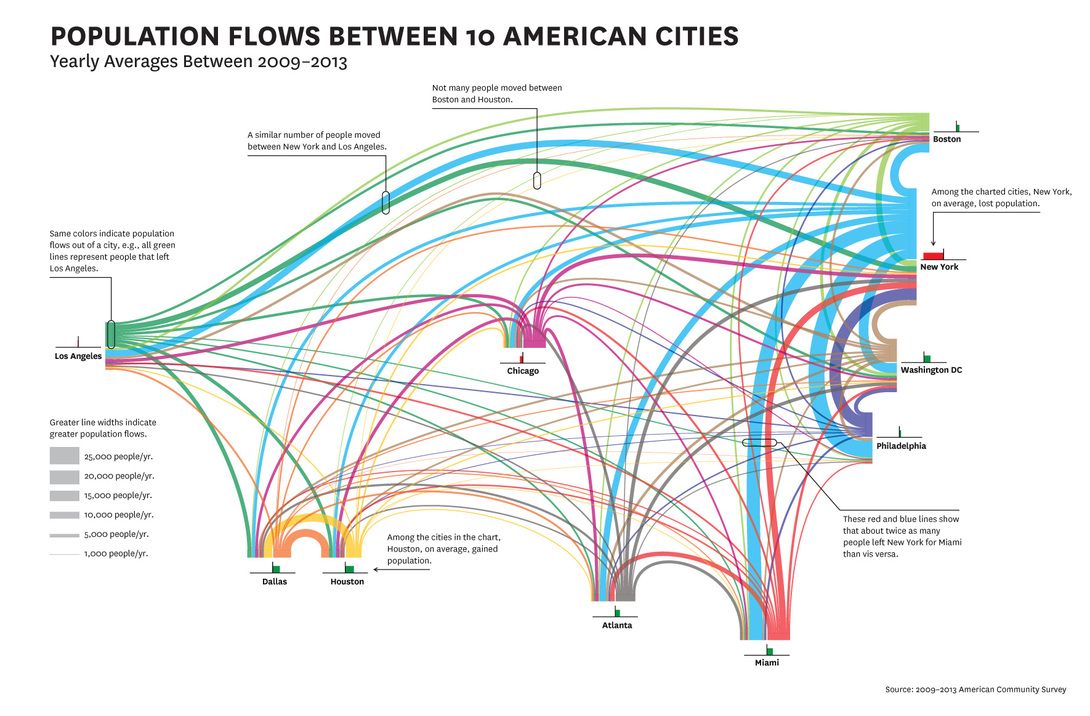 POPULATION FLOWS BETWEEN 10 AMERICAN CITIES
Yearly Averages Between 2009–2013
Not many people moved between
Boston and Houston.
A similar number of people moved
between New York and Los Angeles.
Boston
Among the charted cities, New York,
on average, lost population.
Same colors indicate population
flows out of a city, e.g., all green
lines represent people that left
Los Angeles.
New York
Los Angeles
Chicago
Washington DC
Greater line widths indicate
greater population flows.
25,000 people/yr.
20,000 people/yr.
15,000 people/yr.
10,000 people/yr.
5,000 people/yr.
1,000 people/yr.
Philadelphia
These red and blue lines show
that about twice as many
people left New York for Miami
than vis versa.
Among the cities in the chart,
Houston, on average, gained
population.
Dallas
Houston
Atlanta
Miami
Source: 2009–2013 American Community Survey